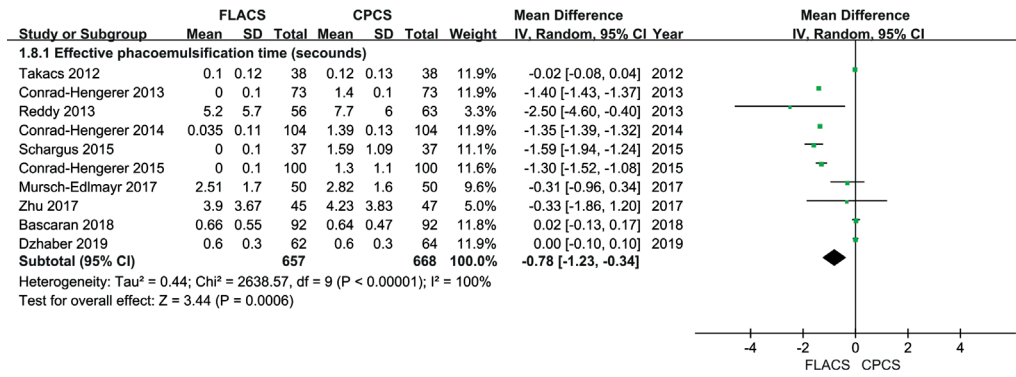 FLACS CPCS Mean Difference Mean Difference
Study or Subgroup Mean SD Total Mean SD Total Weight IV, Random, 95% CI Year IV, Random, 95% CI
1.8.1 Effective phacoemulsification time (secounds)
Takacs 2012 0.1 0.12 38 0.12 0.13 38 11.9% -0.02 [-0.08, 0.04] 2012
Conrad-Hengerer 2013 0 0.1 73 1.4 0.1 73 11.9% -1.40 [-1.43, -1.37] 2013
Reddy 2013 5.2 5.7 56 7.7 6 63 3.3% -2.50 [-4.60, -0.40] 2013
Conrad-Hengerer 2014 0.035 0.11 104 1.39 0.13 104 11.9% -1.35 [-1.39, -1.32] 2014
Schargus 2015 0 0.1 37 1.59 1.09 37 11.1% -1.59 [-1.94, -1.24] 2015
Conrad-Hengerer 2015 0 0.1 100 1.3 1.1 100 11.6% -1.30 [-1.52, -1.08] 2015
Mursch-Edlmayr 2017 2.51 1.7 50 2.82 1.6 50 9.6% -0.31 [-0.96, 0.34] 2017
Zhu 2017 3.9 3.67 45 4.23 3.83 47 5.0% -0.33 [-1.86, 1.20] 2017
Bascaran 2018 0.66 0.55 92 0.64 0.47 92 11.8% 0.02 [-0.13, 0.17] 2018
Dzhaber 2019 0.6 0.3 62 0.6 0.3 64 11.9% 0.00 [-0.10, 0.10] 2019
Subtotal (95% CI) 657 668 100.0% -0.78 [-1.23, -0.34]
Heterogeneity: Tau² = 0.44; Chi² = 2638.57, df = 9 (P < 0.00001); I² = 100%
Test for overall effect: Z = 3.44 (P = 0.0006)
-4 -2 0 2 4
FLACS CPCS